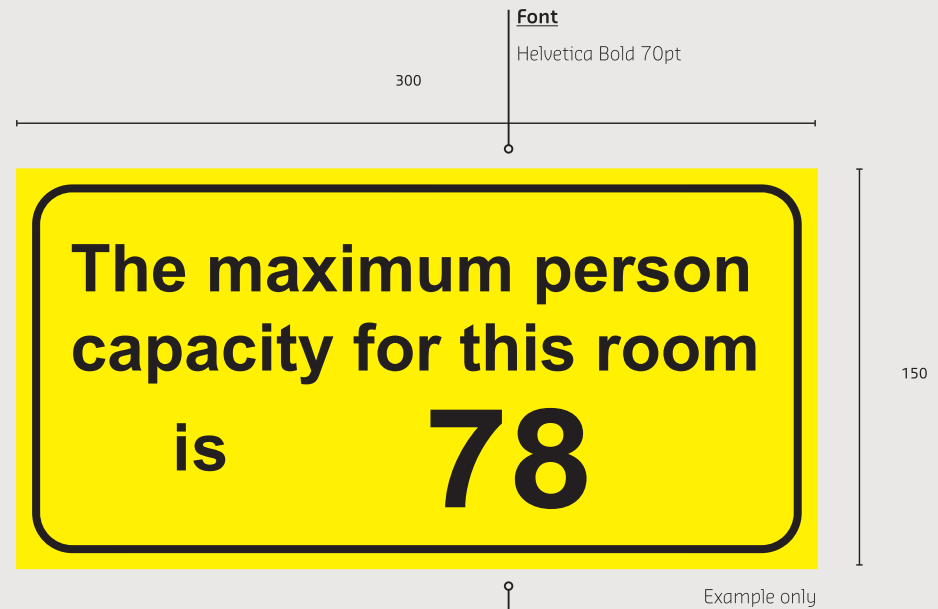 Font
Helvetica Bold 70pt
300
The maximum person
capacity for this room
is 78
150
Example only